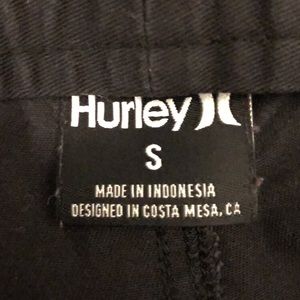 Hurley
S
MADE IN INDONESIA
DESIGNED IN COSTA MESA, CA